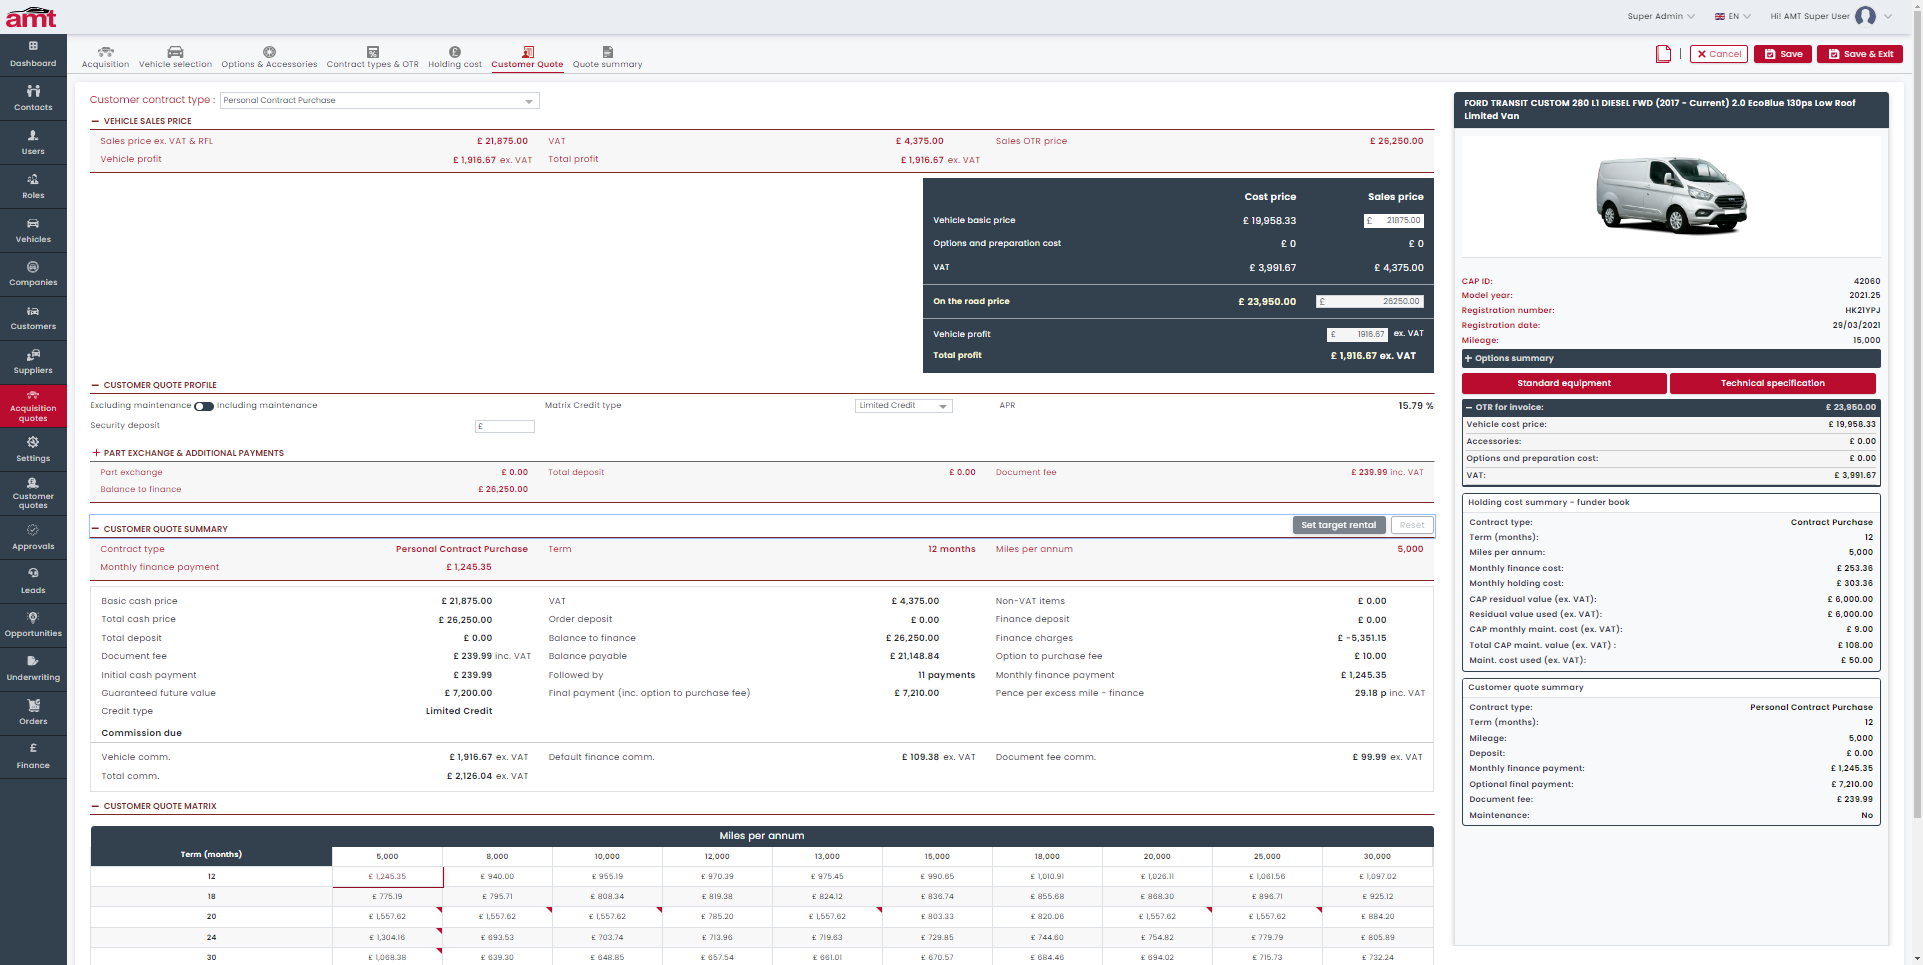 amt
Super Admin
EN
Hi! AMT Super User
Dashboard
Contacts
Users
Roles
Vehicles
Companies
Customers
Suppliers
Acquisition
quotes
Settings
Customer
quotes
Approvals
Leads
Opportunities
Underwriting
Orders
£
Finance
Acquisition Vehicle selection Options & Accessories Contract types & OTR Holding cost Customer Quote Quote summary
Cancel Save Save & Exit
Customer contract type : Personal Contract Purchase
VEHICLE SALES PRICE
Sales price ex. VAT & RFL £ 21,875.00 VAT £ 4,375.00 Sales OTR price £ 26,250.00
Vehicle profit £ 1,916.67 ex. VAT Total profit £ 1,916.67 ex. VAT
Cost price Sales price
Vehicle basic price £ 19,958.33 £ 21875.00
Options and preparation cost £ 0 £ 0
VAT £ 3,991.67 £ 4,375.00
On the road price £ 23,950.00 £ 26250.00
Vehicle profit £ 1916.67 ex. VAT
Total profit £ 1,916.67 ex. VAT
CUSTOMER QUOTE PROFILE
Excluding maintenance Including maintenance Matrix Credit type Limited Credit APR 15.79 %
Security deposit £
PART EXCHANGE & ADDITIONAL PAYMENTS
Part exchange £ 0.00 Total deposit £ 0.00 Document fee £ 239.99 inc. VAT
Balance to finance £ 26,250.00
CUSTOMER QUOTE SUMMARY Set target rental Reset
Contract type Personal Contract Purchase Term 12 months Miles per annum 5,000
Monthly finance payment £ 1,245.35
Basic cash price £ 21,875.00 VAT £ 4,375.00 Non-VAT items £ 0.00
Total cash price £ 26,250.00 Order deposit £ 0.00 Finance deposit £ 0.00
Total deposit £ 0.00 Balance to finance £ 26,250.00 Finance charges £ -5,351.15
Document fee £ 239.99 inc. VAT Balance payable £ 21,148.84 Option to purchase fee £ 10.00
Initial cash payment £ 239.99 Followed by 11 payments Monthly finance payment £ 1,245.35
Guaranteed future value £ 7,200.00 Final payment (inc. option to purchase fee) £ 7,210.00 Pence per excess mile - finance 29.18 p inc. VAT
Credit type Limited Credit
Commission due
Vehicle comm. £ 1,916.67 ex. VAT Default finance comm. £ 109.38 ex. VAT Document fee comm. £ 99.99 ex. VAT
Total comm. £ 2,126.04 ex. VAT
CUSTOMER QUOTE MATRIX
Miles per annum
Term (months) 5,000 8,000 10,000 12,000 13,000 15,000 18,000 20,000 25,000 30,000
12 £ 1,245.35 £ 940.00 £ 955.19 £ 970.39 £ 975.45 £ 990.65 £ 1,010.91 £ 1,026.11 £ 1,061.56 £ 1,097.02
18 £ 775.19 £ 795.71 £ 808.34 £ 819.38 £ 824.12 £ 836.74 £ 855.68 £ 868.30 £ 896.71 £ 925.12
20 £ 1,557.62 £ 1,557.62 £ 1,557.62 £ 785.20 £ 1,557.62 £ 803.33 £ 820.06 £ 1,557.62 £ 1,557.62 £ 884.20
24 £ 1,304.16 £ 693.53 £ 703.74 £ 713.96 £ 719.63 £ 729.85 £ 744.60 £ 754.82 £ 779.79 £ 805.89
30 £ 1,068.38 £ 639.30 £ 648.85 £ 657.54 £ 661.01 £ 670.57 £ 684.46 £ 694.02 £ 715.73 £ 732.24
FORD TRANSIT CUSTOM 280 L1 DIESEL FWD (2017 - Current) 2.0 EcoBlue 130ps Low Roof
Limited Van
CAP ID: 42060
Model year: 2021.25
Registration number: HK21YPJ
Registration date: 29/03/2021
Mileage: 15,000
Options summary
Standard equipment Technical specification
OTR for invoice: £ 23,950.00
Vehicle cost price: £ 19,958.33
Accessories: £ 0.00
Options and preparation cost: £ 0.00
VAT: £ 3,991.67
Holding cost summary - funder book
Contract type: Contract Purchase
Term (months): 12
Miles per annum: 5,000
Monthly finance cost: £ 253.36
Monthly holding cost: £ 303.36
CAP residual value (ex. VAT): £ 6,000.00
Residual value used (ex. VAT): £ 6,000.00
CAP monthly maint. cost (ex. VAT): £ 9.00
Total CAP maint. value (ex. VAT) : £ 108.00
Maint. cost used (ex. VAT): £ 50.00
Customer quote summary
Contract type: Personal Contract Purchase
Term (months): 12
Mileage: 5,000
Deposit: £ 0.00
Monthly finance payment: £ 1,245.35
Optional final payment: £ 7,210.00
Document fee: £ 239.99
Maintenance: No